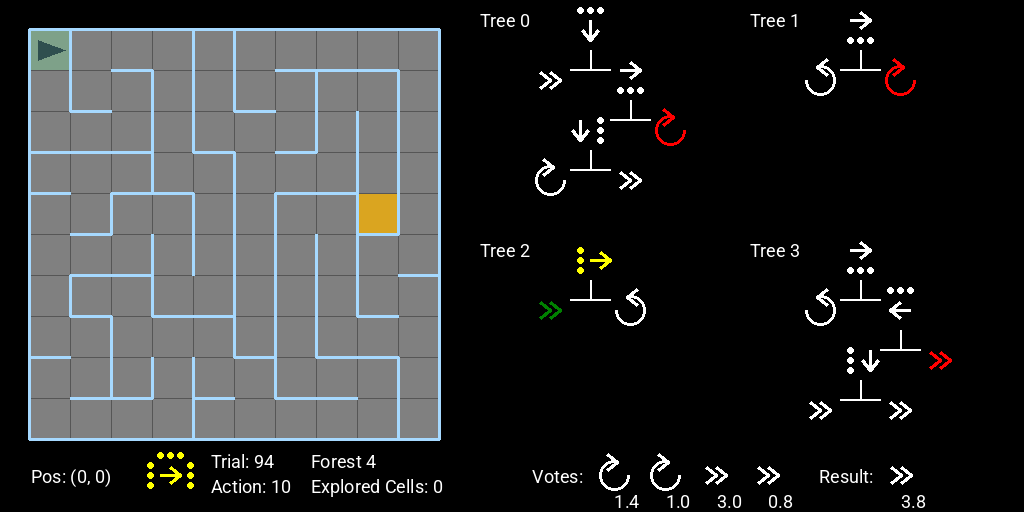 Tree 0
Tree 1
Tree 2
Tree 3
Pos: (0, 0)
Trial: 94
Forest 4
Action: 10
Explored Cells: 0
Votes:
1.4
1.0
3.0
0.8
Result:
3.8